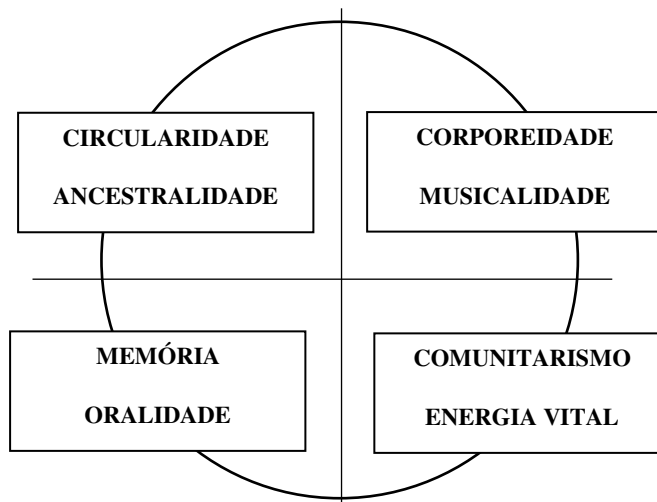 CIRCULARIDADE
ANCESTRALIDADE
CORPOREIDADE
MUSICALIDADE
MEMÓRIA
ORALIDADE
COMUNITARISMO
ENERGIA VITAL